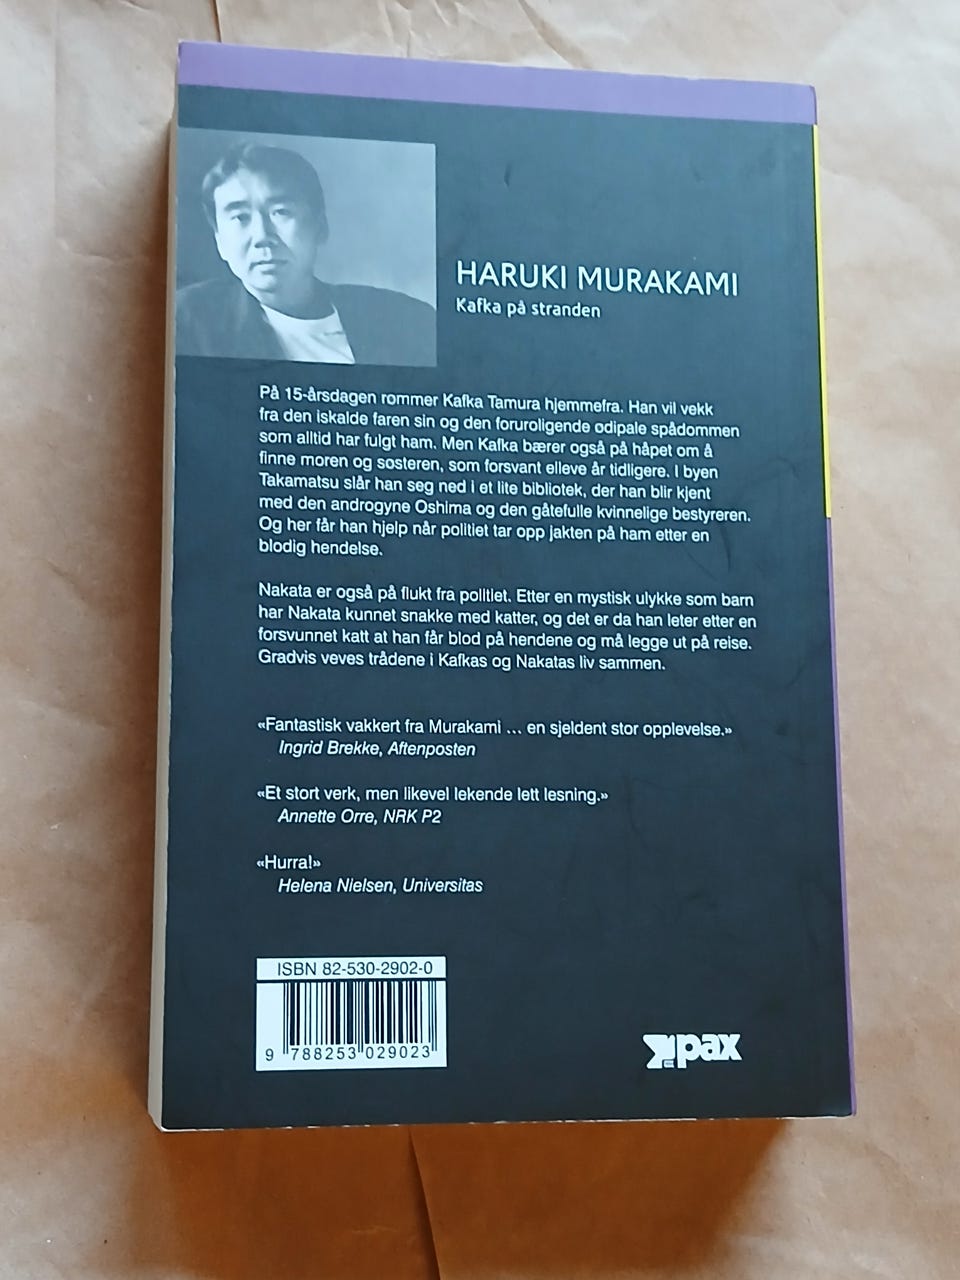 HARUKI MURAKAMI
Kafka på stranden
På 15-årsdagen rømmer Kafka Tamura hjemmefra. Han vil vekk
fra den iskalde faren sin og den foruroligende ødipale spådommen
som alltid har fulgt ham. Men Kafka bærer også på håpet om å
finne moren og søsteren, som forsvant elleve år tidligere. I byen
Takamatsu slår han seg ned i et lite bibliotek, der han blir kjent
med den androgyne Oshima og den gåtefulle kvinnelige bestyreren.
Og her får han hjelp når politiet tar opp jakten på ham etter en
blodig hendelse.
Nakata er også på flukt fra politiet. Etter en mystisk ulykke som barn
har Nakata kunnet snakke med katter, og det er da han leter etter en
forsvunnet katt at han får blod på hendene og må legge ut på reise.
Gradvis veves trådene i Kafkas og Nakatas liv sammen.
«Fantastisk vakkert fra Murakami ... en sjeldent stor opplevelse.»
Ingrid Brekke, Aftenposten
«Et stort verk, men likevel lekende lett lesning.»
Annette Orre, NRK P2
«Hurra!»
Helena Nielsen, Universitas
ISBN 82-530-2902-0
9 788253 029023
pax